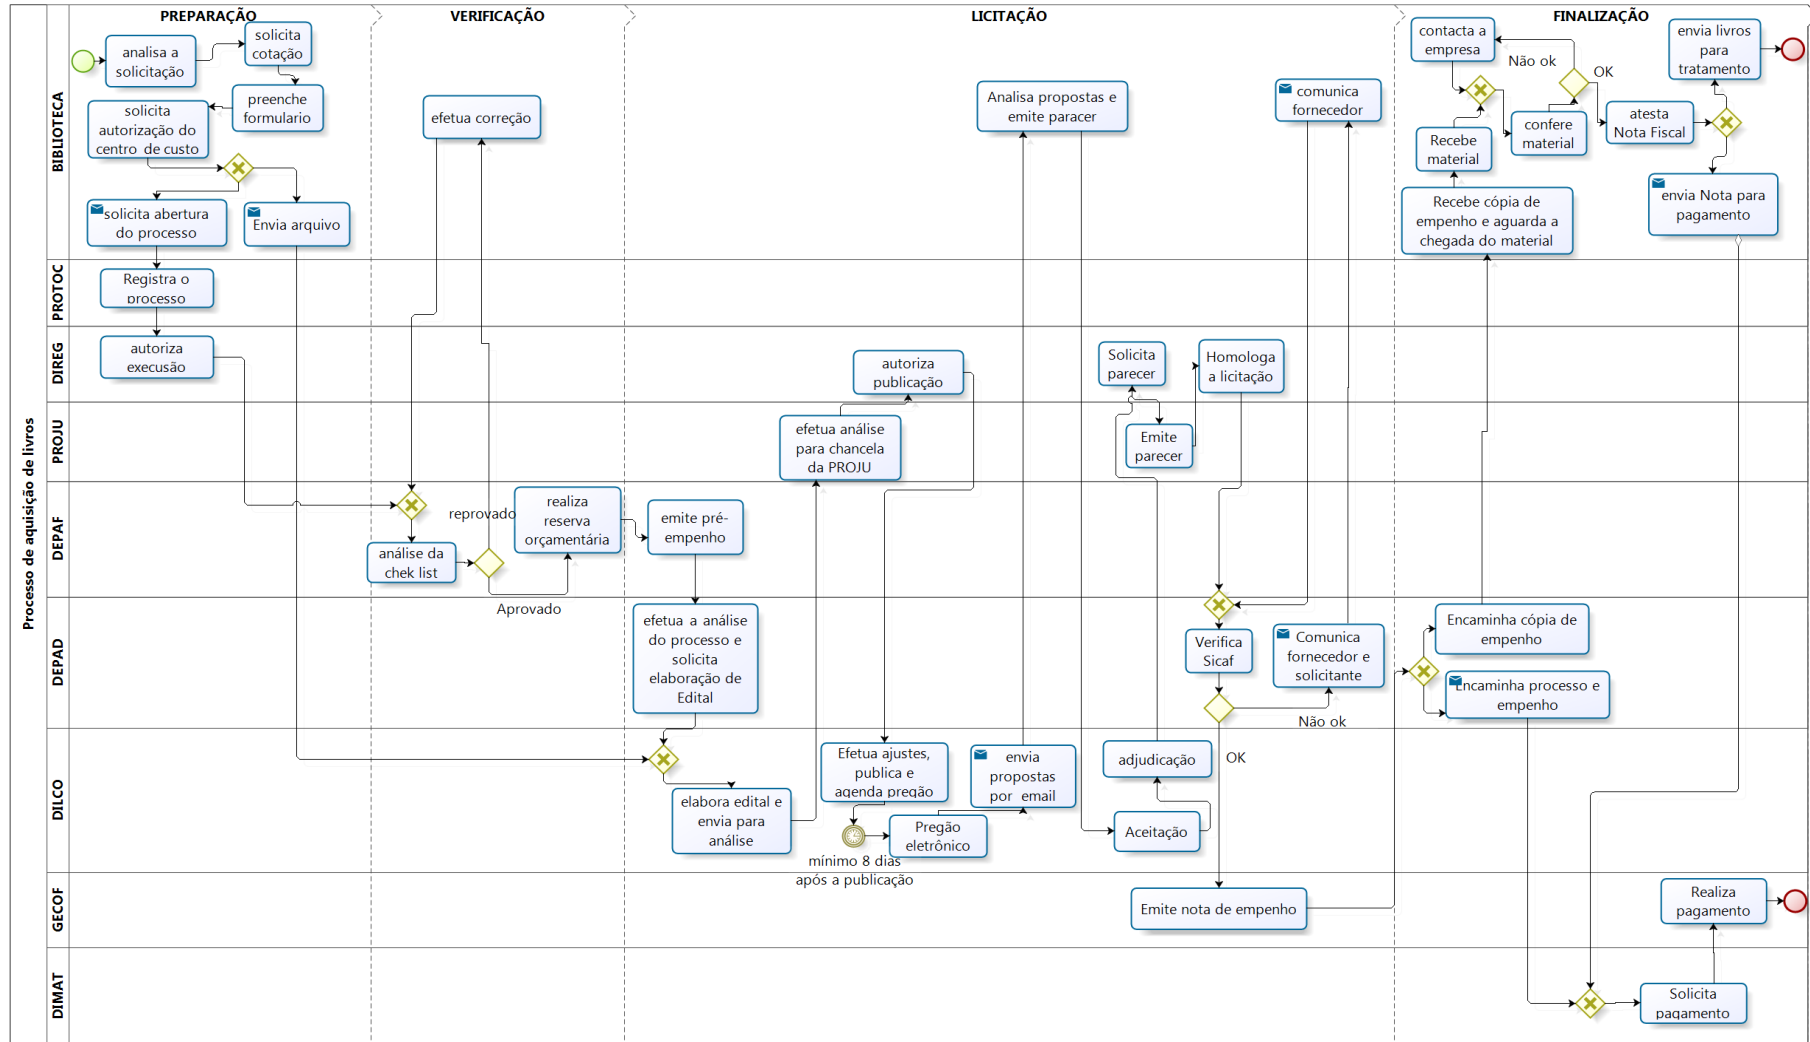 Processo de aquisição de livros
PREPARAÇÃO
VERIFICAÇÃO
LICITAÇÃO
FINALIZAÇÃO
BIBLIOTECA
analisa a
solicitação
solicita
cotação
preenche
formulario
solicita
autorização do
centro de custo
solicita abertura
do processo
Envia arquivo
efetua correção
Analisa propostas e
emite paracer
comunica
fornecedor
contacta a
empresa
Não ok
OK
Recebe
material
confere
material
atesta
Nota Fiscal
envia livros
para
tratamento
envia Nota para
pagamento
Recebe cópia de
empenho e aguarda a
chegada do material
PROTOC
Registra o
processo
DIREG
autoriza
execusão
autoriza
publicação
Solicita
parecer
Homologa
a licitação
PROJU
efetua análise
para chancela
da PROJU
Emite
parecer
DEPAF
análise da
chek list
reprovado
Aprovado
realiza
reserva
orçamentária
emite pré-
empenho
DEPAD
efetua a análise
do processo e
solicita
elaboração de
Edital
Verifica
Sicaf
Comunica
fornecedor e
solicitante
Não ok
OK
Encaminha cópia de
empenho
Encaminha processo e
empenho
DILCO
elabora edital e
envia para
análise
Efetua ajustes,
publica e
agenda pregão
mínimo 8 dias
após a publicação
Pregão
eletrônico
envia
propostas
por email
adjudicação
Aceitação
GECOF
Emite nota de empenho
Realiza
pagamento
DIMAT
Solicita
pagamento